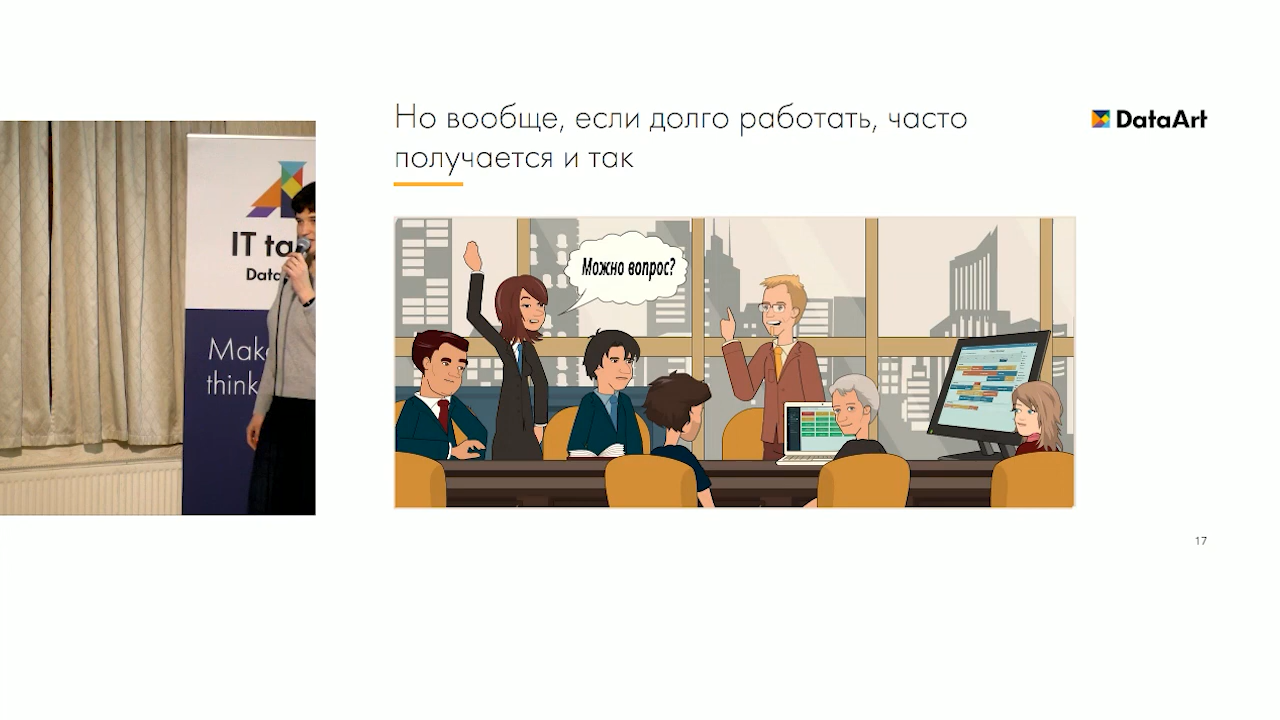 Но вообще, если долго работать, часто
получается и так
DataArt
IT ta
Data
Make
think
Можно вопрос?
17